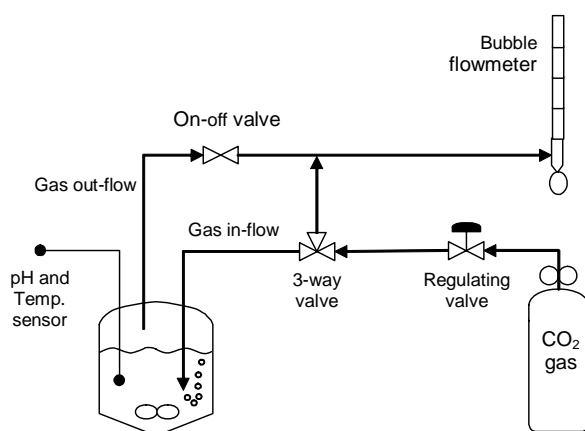 Bubble
flowmeter
On-off valve
Gas out-flow
Gas in-flow
pH and
Temp.
sensor
3-way
valve
Regulating
valve
CO₂
gas